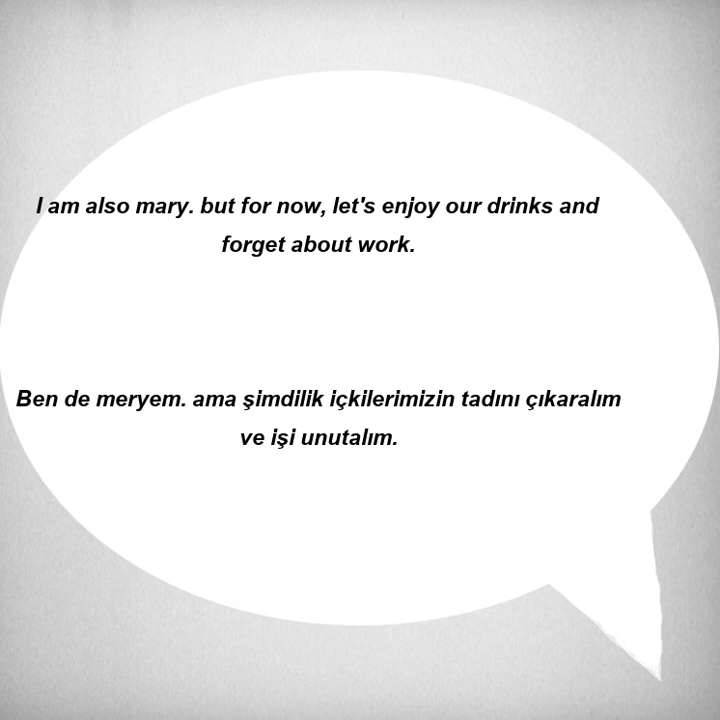 I am also mary. but for now, let's enjoy our drinks and
forget about work.
Ben de meryem. ama şimdilik içkilerimizin tadını çıkaralım
ve işi unutalım.